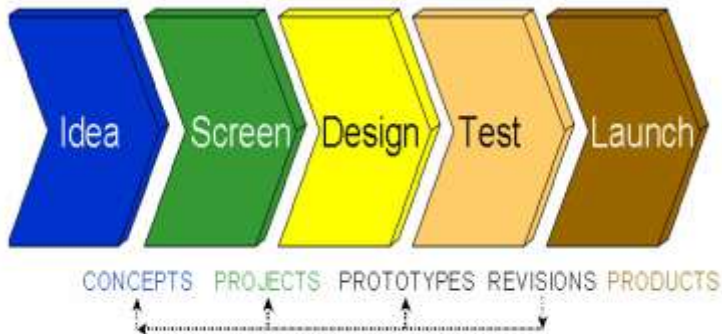 Idea Screen Design Test Launch
CONCEPTS PROJECTS PROTOTYPES REVISIONS PRODUCTS